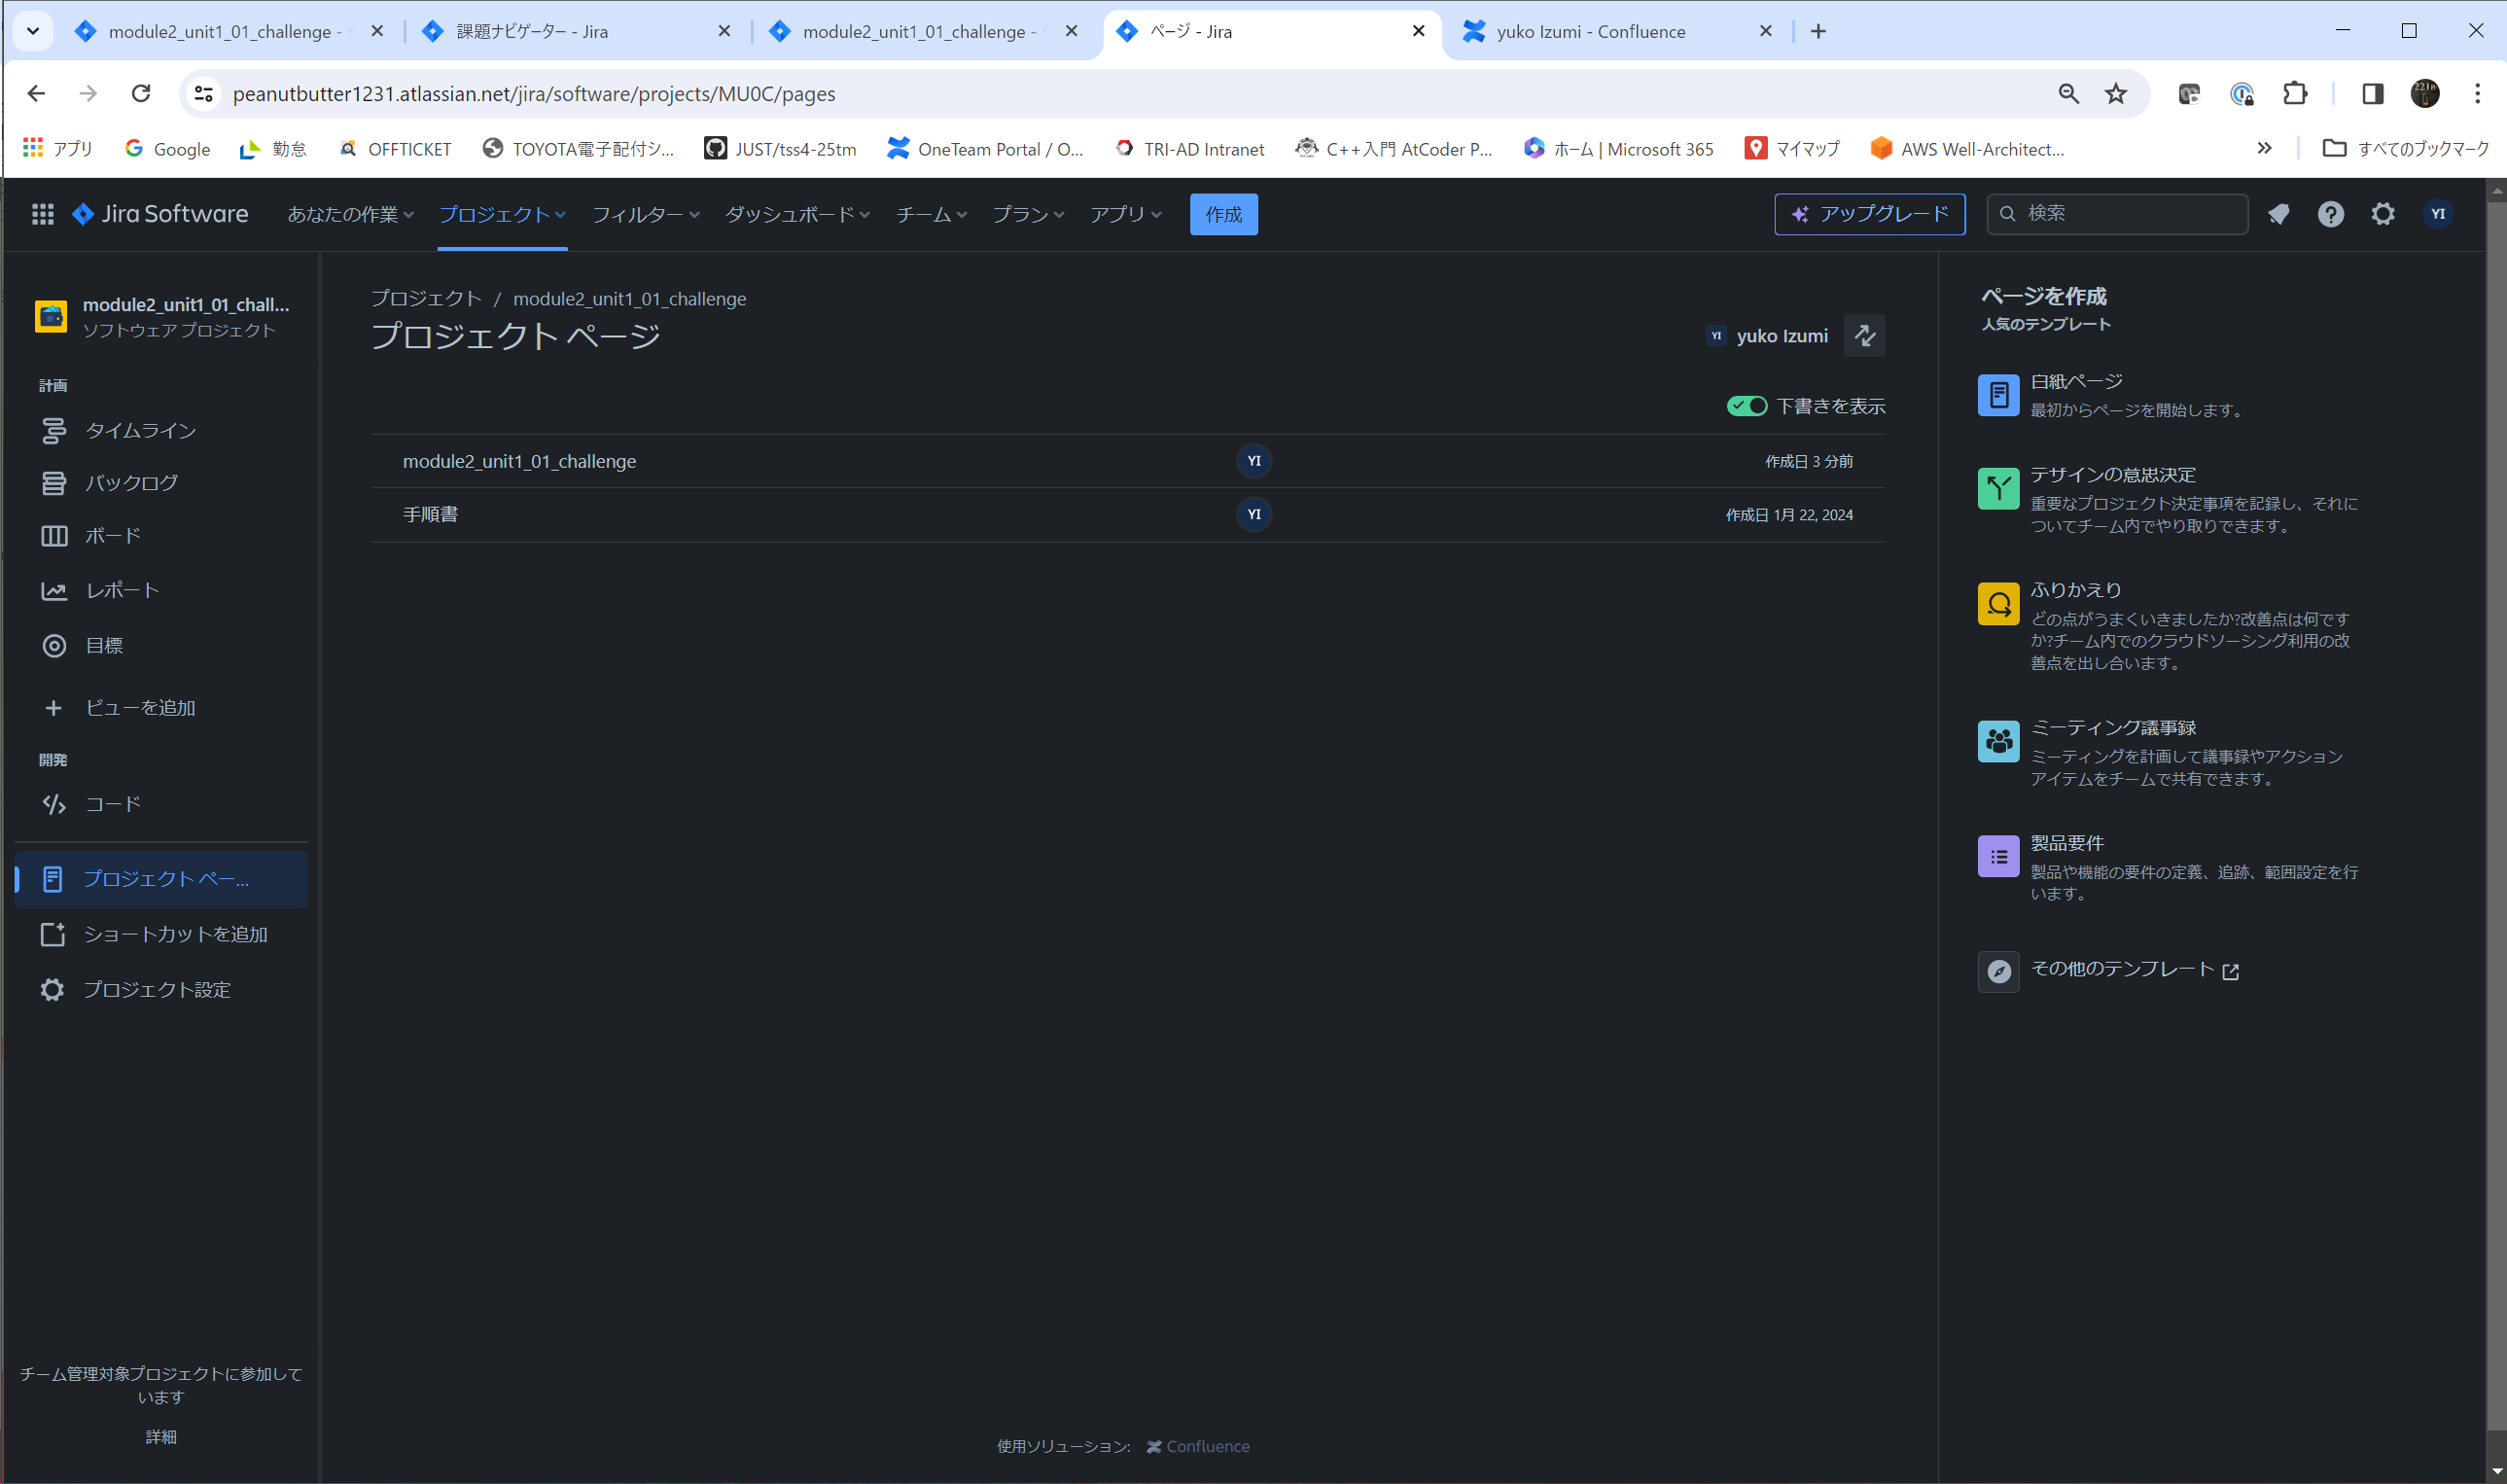 module2_unit1_01_challenge -
課題ナビゲーター - Jira
module2_unit1_01_challenge -
ページ - Jira
yuko Izumi - Confluence
peanutbutter1231.atlassian.net/jira/software/projects/MU0C/pages
アプリ
Google
勤怠
OFFTICKET
TOYOTA電子配付シ...
JUST/tss4-25tm
OneTeam Portal / O...
TRI-AD Intranet
C++入門 AtCoder P...
ホーム | Microsoft 365
マイマップ
AWS Well-Architect...
すべてのブックマーク
Jira Software
あなたの作業
プロジェクト
フィルター
ダッシュボード
チーム
プラン
アプリ
作成
アップグレード
検索
YI
module2_unit1_01_chall...
ソフトウェア プロジェクト
計画
タイムライン
バックログ
ボード
レポート
目標
ビューを追加
開発
コード
プロジェクト ペー...
ショートカットを追加
プロジェクト設定
チーム管理対象プロジェクトに参加して
います
詳細
プロジェクト / module2_unit1_01_challenge
プロジェクト ページ
YI yuko Izumi
下書きを表示
module2_unit1_01_challenge YI 作成日 3 分前
手順書 YI 作成日 1月 22, 2024
使用ソリューション: Confluence
ページを作成
人気のテンプレート
白紙ページ
最初からページを開始します。
デザインの意思決定
重要なプロジェクト決定事項を記録し、それに
ついてチーム内でやり取りできます。
ふりかえり
どの点がうまくいきましたか?改善点は何です
か?チーム内でのクラウドソーシング利用の改
善点を出し合います。
ミーティング議事録
ミーティングを計画して議事録やアクション
アイテムをチームで共有できます。
製品要件
製品や機能の要件の定義、追跡、範囲設定を行
います。
その他のテンプレート